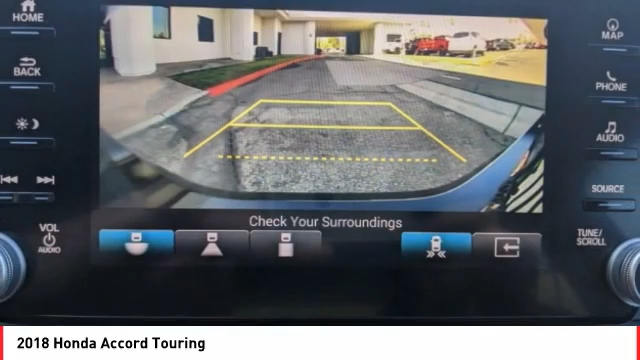 HOME
MAP
BACK
PHONE
AUDIO
SOURCE
Check Your Surroundings
VOL
AUDIO
TUNE/
SCROLL
2018 Honda Accord Touring